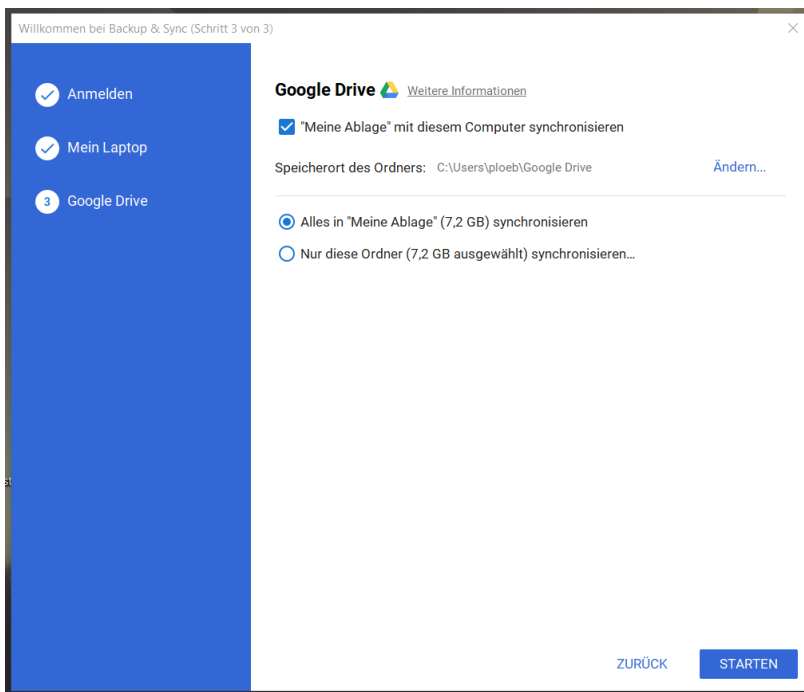 Willkommen bei Backup & Sync (Schritt 3 von 3)
Anmelden
Mein Laptop
3 Google Drive
Google Drive Weitere Informationen
"Meine Ablage" mit diesem Computer synchronisieren
Speicherort des Ordners: C:\Users\ploeb\Google Drive Ändern...
Alles in "Meine Ablage" (7,2 GB) synchronisieren
Nur diese Ordner (7,2 GB ausgewählt) synchronisieren...
st
ZURÜCK STARTEN